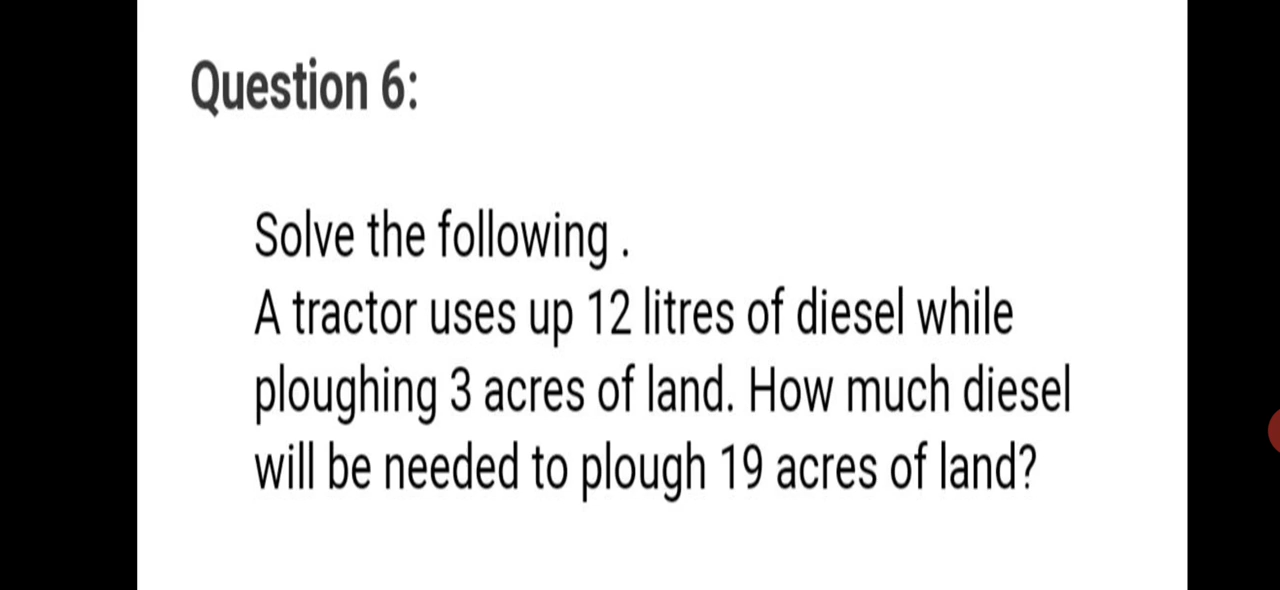 Question 6:
Solve the following .
A tractor uses up 12 litres of diesel while
ploughing 3 acres of land. How much diesel
will be needed to plough 19 acres of land?